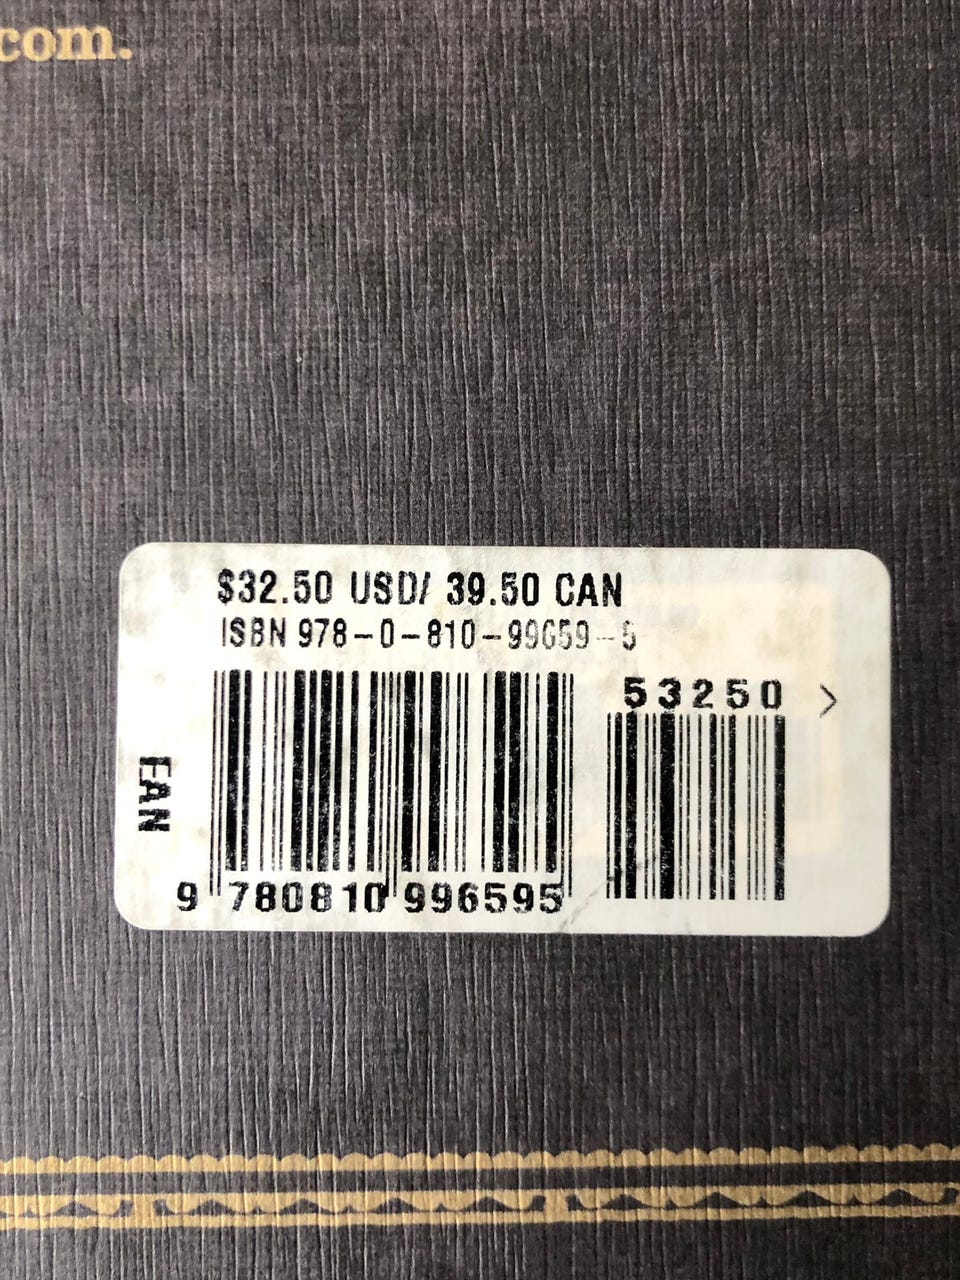 com.
$32.50 USD/ 39.50 CAN
ISBN 978-0-810-99659-5
53250 >
EAN
9 780810 996595